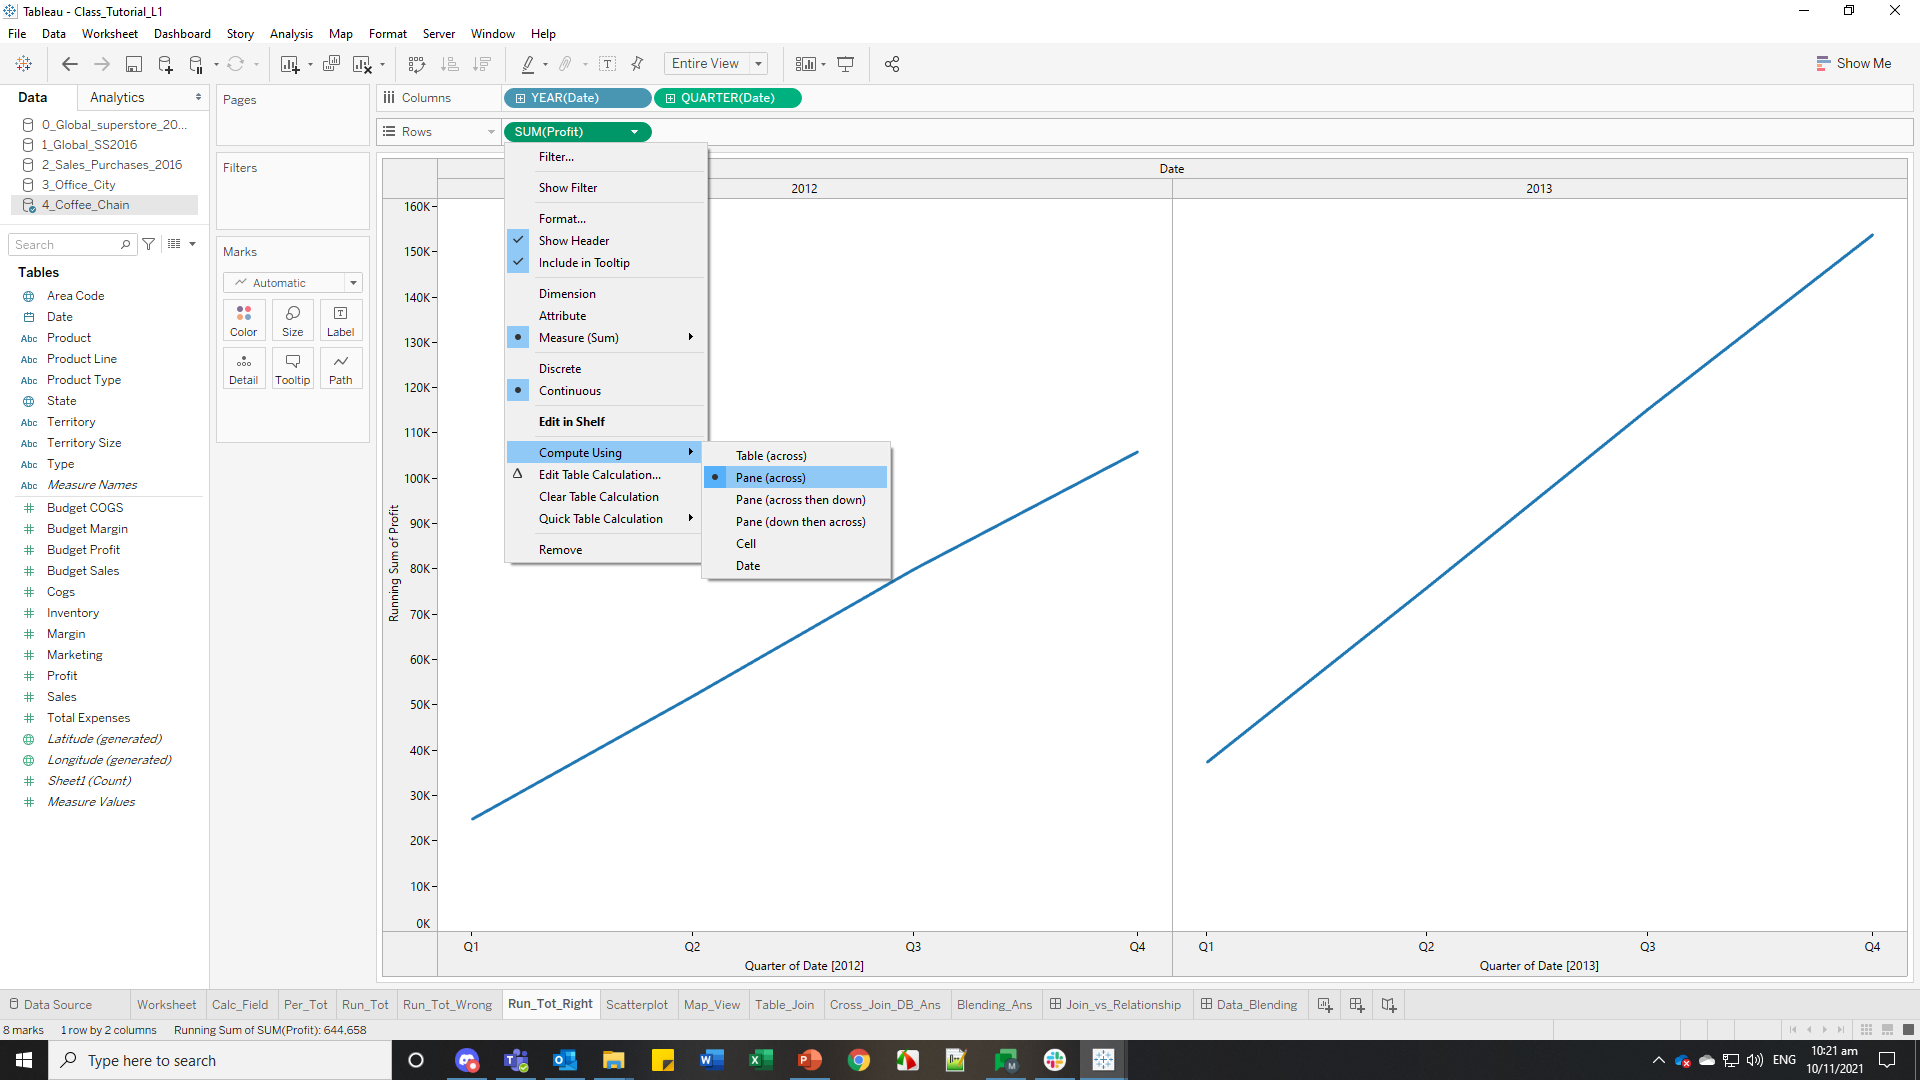 Tableau - Class_Tutorial_L1
File Data Worksheet Dashboard Story Analysis Map Format Server Window Help
Entire View
Show Me
Data Analytics
0_Global_superstore_20...
1_Global_SS2016
2_Sales_Purchases_2016
3_Office_City
4_Coffee_Chain
Search
Tables
Area Code
Date
Abc Product
Abc Product Line
Abc Product Type
State
Abc Territory
Abc Territory Size
Abc Type
Abc Measure Names
# Budget COGS
# Budget Margin
# Budget Profit
# Budget Sales
# Cogs
# Inventory
# Margin
# Marketing
# Profit
# Sales
# Total Expenses
Latitude (generated)
Longitude (generated)
# Sheet1 (Count)
# Measure Values
Pages
Filters
Marks
Automatic
Color Size Label
Detail Tooltip Path
Columns YEAR(Date) QUARTER(Date)
Rows SUM(Profit)
Filter...
Show Filter
Format...
Show Header
Include in Tooltip
Dimension
Attribute
Measure (Sum)
Discrete
Continuous
Edit in Shelf
Compute Using
Edit Table Calculation...
Clear Table Calculation
Quick Table Calculation
Remove
Table (across)
Pane (across)
Pane (across then down)
Pane (down then across)
Cell
Date
Date
2012 2013
160K
150K
140K
130K
120K
110K
100K
90K
80K
70K
60K
50K
40K
30K
20K
10K
0K
Running Sum of Profit
Q1 Q2 Q3 Q4 Q1 Q2 Q3 Q4
Quarter of Date [2012] Quarter of Date [2013]
Data Source Worksheet Calc_Field Per_Tot Run_Tot Run_Tot_Wrong Run_Tot_Right Scatterplot Map_View Table_Join Cross_Join_DB_Ans Blending_Ans Join_vs_Relationship Data_Blending
8 marks 1 row by 2 columns Running Sum of SUM(Profit): 644,658
Type here to search
ENG
10:21 am
10/11/2021